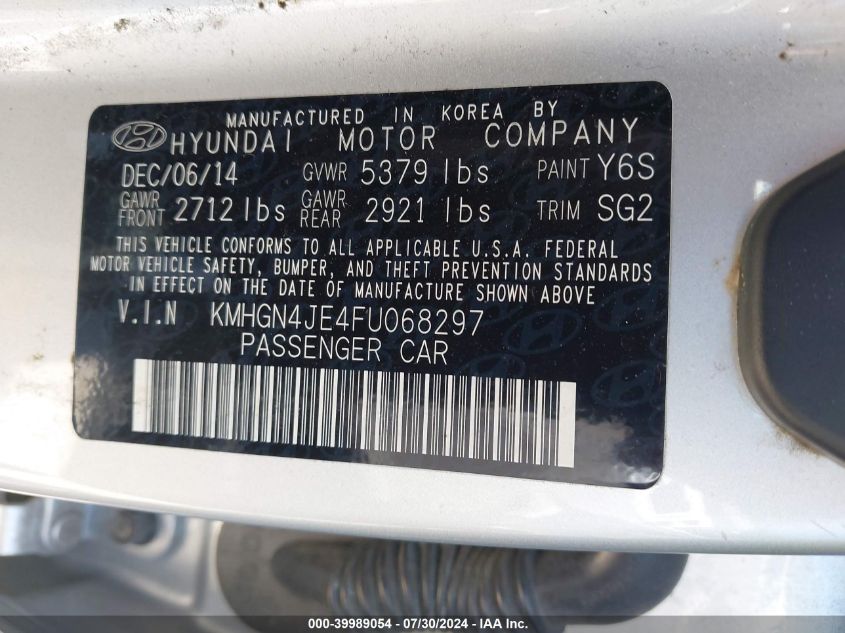 MANUFACTURED IN KOREA BY
HYUNDAI MOTOR COMPANY
DEC/06/14 GVWR 5379 lbs PAINT Y6S
GAWR FRONT 2712 lbs GAWR REAR 2921 lbs TRIM SG2
THIS VEHICLE CONFORMS TO ALL APPLICABLE U.S.A. FEDERAL
MOTOR VEHICLE SAFETY, BUMPER, AND THEFT PREVENTION STANDARDS
IN EFFECT ON THE DATE OF MANUFACTURE SHOWN ABOVE.
V.I.N KMHGN4JE4FU068297
PASSENGER CAR
000-39989054 - 07/30/2024 - IAA Inc.